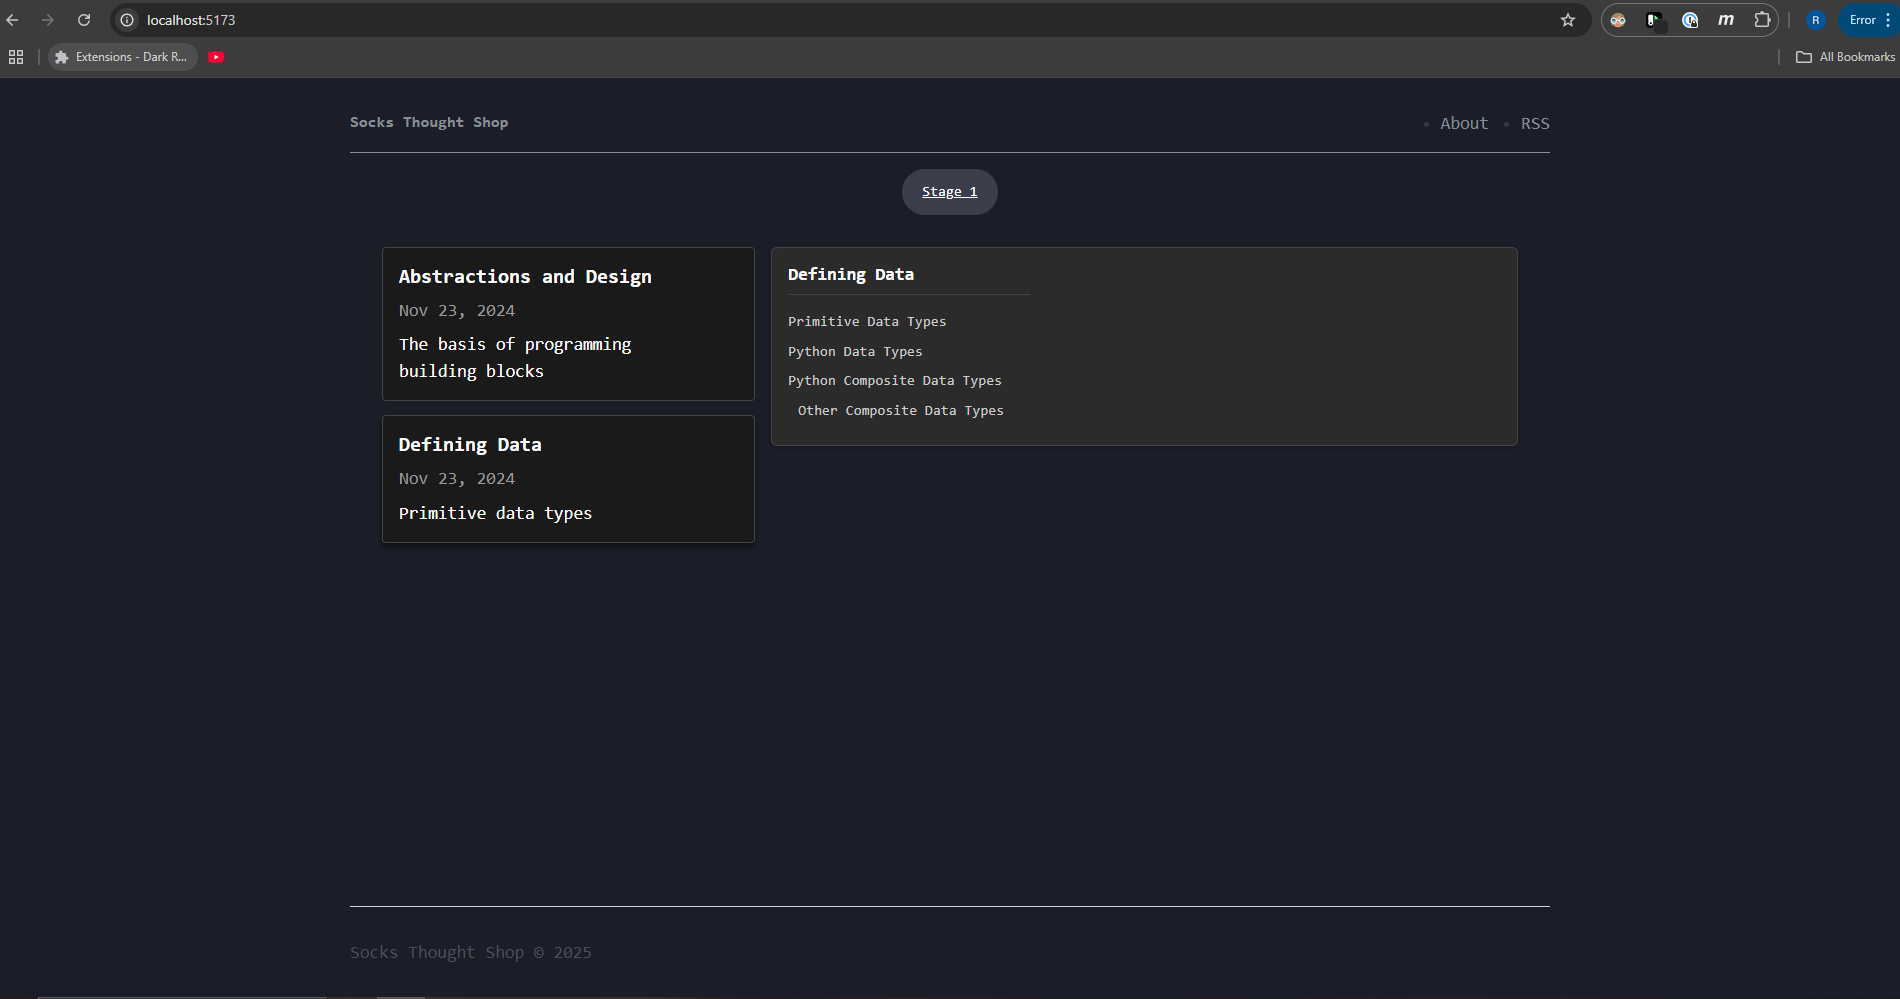 localhost:5173
R
Error
Extensions - Dark R...
All Bookmarks
Socks Thought Shop
About
RSS
Stage 1
Abstractions and Design
Nov 23, 2024
The basis of programming
building blocks
Defining Data
Nov 23, 2024
Primitive data types
Defining Data
Primitive Data Types
Python Data Types
Python Composite Data Types
Other Composite Data Types
Socks Thought Shop © 2025